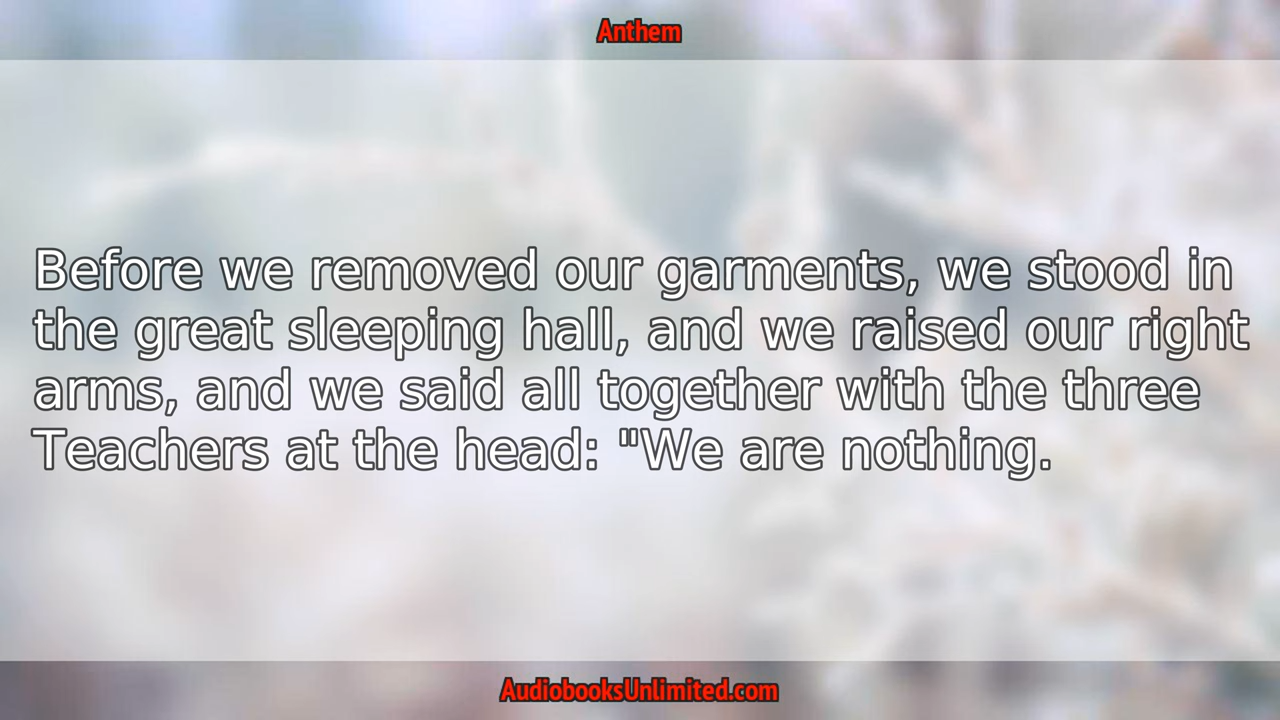 Anthem
Before we removed our garments, we stood in
the great sleeping hall, and we raised our right
arms, and we said all together with the three
Teachers at the head: "We are nothing.
AudiobooksUnlimited.com